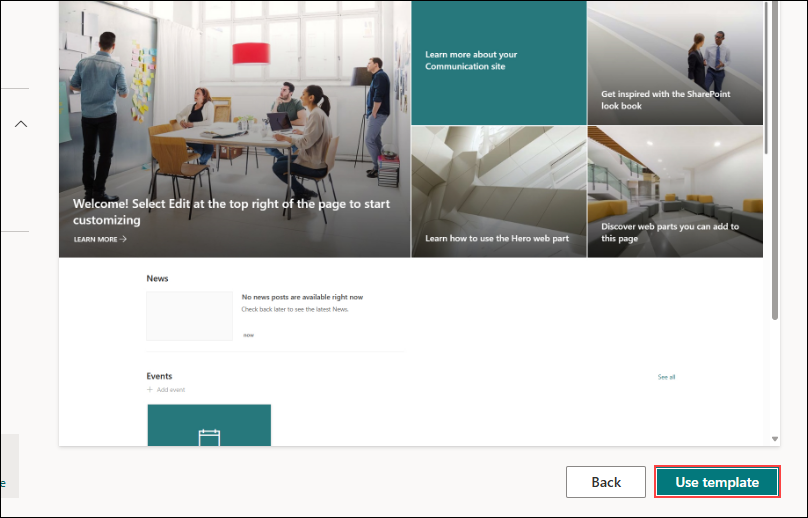 Learn more about your
Communication site
Get inspired with the SharePoint
look book
Welcome! Select Edit at the top right of the page to start
customizing
LEARN MORE
Learn how to use the Hero web part
Discover web parts you can add to
this page
News
No news posts are available right now
Check back later to see the latest News.
now
Events
See all
Add event
e
Back
Use template